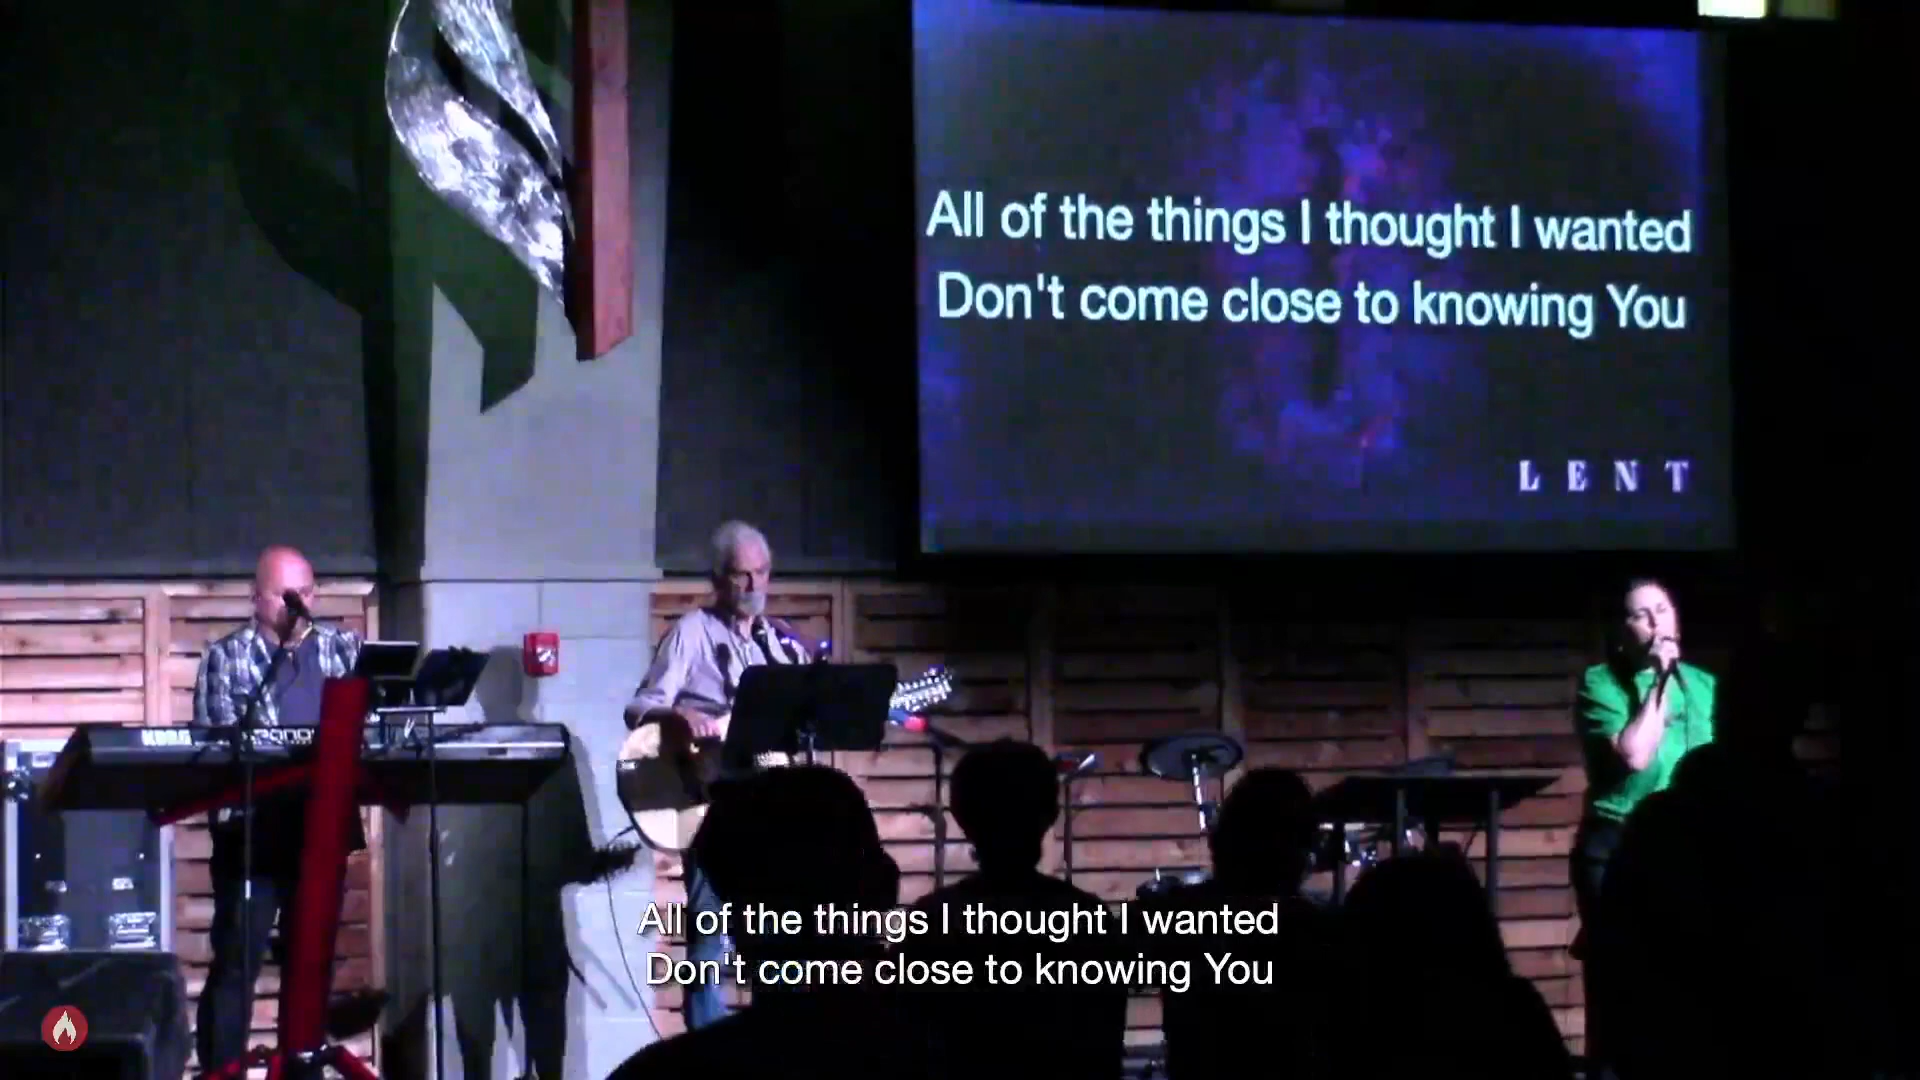 All of the things I thought I wanted
Don't come close to knowing You
LENT
KORG
All of the things I thought I wanted
Don't come close to knowing You